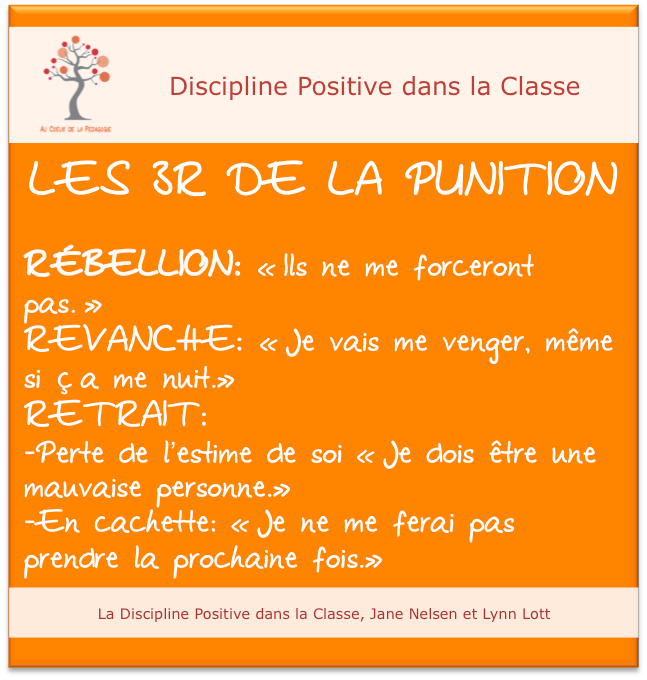 Discipline Positive dans la Classe
AU COEUR DE LA PEDAGOGIE
LES 3R DE LA PUNITION
RÉBELLION: « Ils ne me forceront
pas. »
REVANCHE: « Je vais me venger, même
si ç a me nuit.»
RETRAIT:
-Perte de l’estime de soi « Je dois être une
mauvaise personne.»
-En cachette: « Je ne me ferai pas
prendre la prochaine fois.»
La Discipline Positive dans la Classe, Jane Nelsen et Lynn Lott